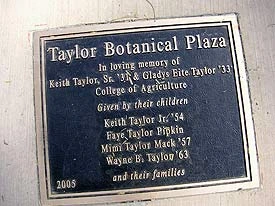 Taylor Botanical Plaza
In loving memory of
Keith Taylor, Sr. '31 & Gladys Eite Taylor '33
College of Agriculture
Given by their children
Keith Taylor Jr. '54
Faye Taylor Pipkin
Mimi Taylor Mack '57
Wayne B. Taylor '63
and their families
2005